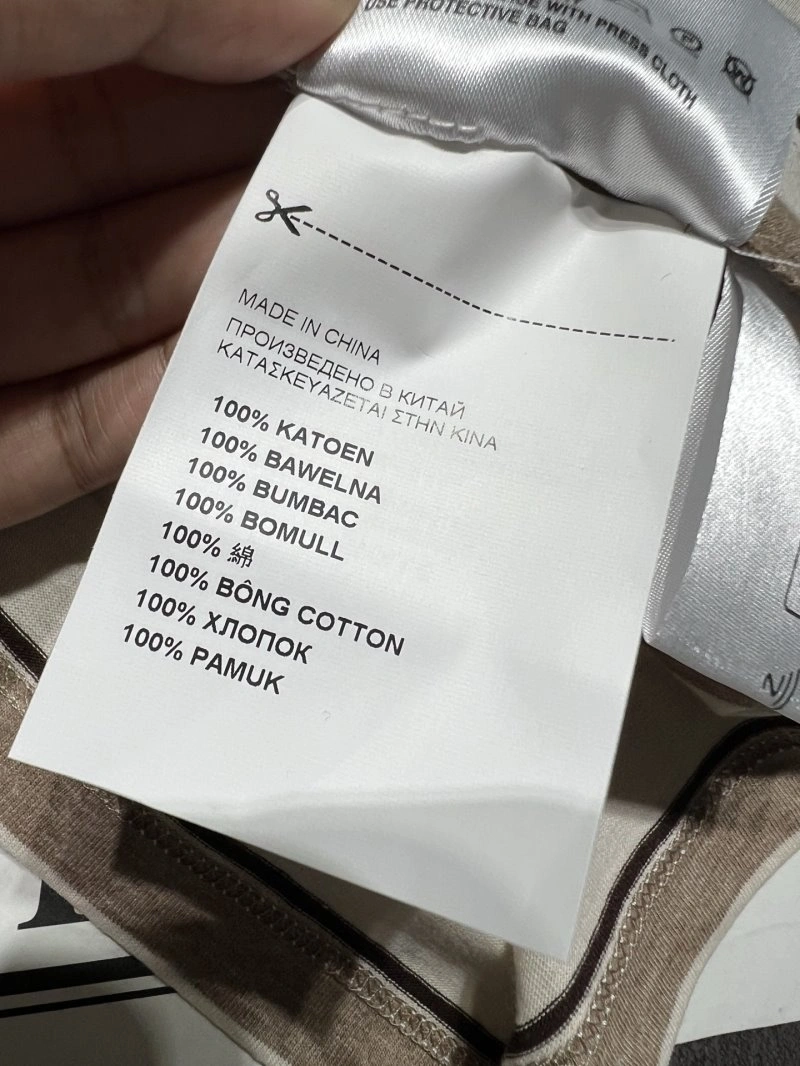 WITH PRESS CLOTH
USE PROTECTIVE BAG
MADE IN CHINA
ПРОИЗВЕДЕНО В КИТАЙ
ΚΑΤΑΣΚΕΥΑΖΕΤΑΙ ΣΤΗΝ ΚΙΝΑ
100% KATOEN
100% BAWELNA
100% BUMBAC
100% BOMULL
100% 綿
100% BÔNG COTTON
100% ХЛОПОК
100% PAMUK